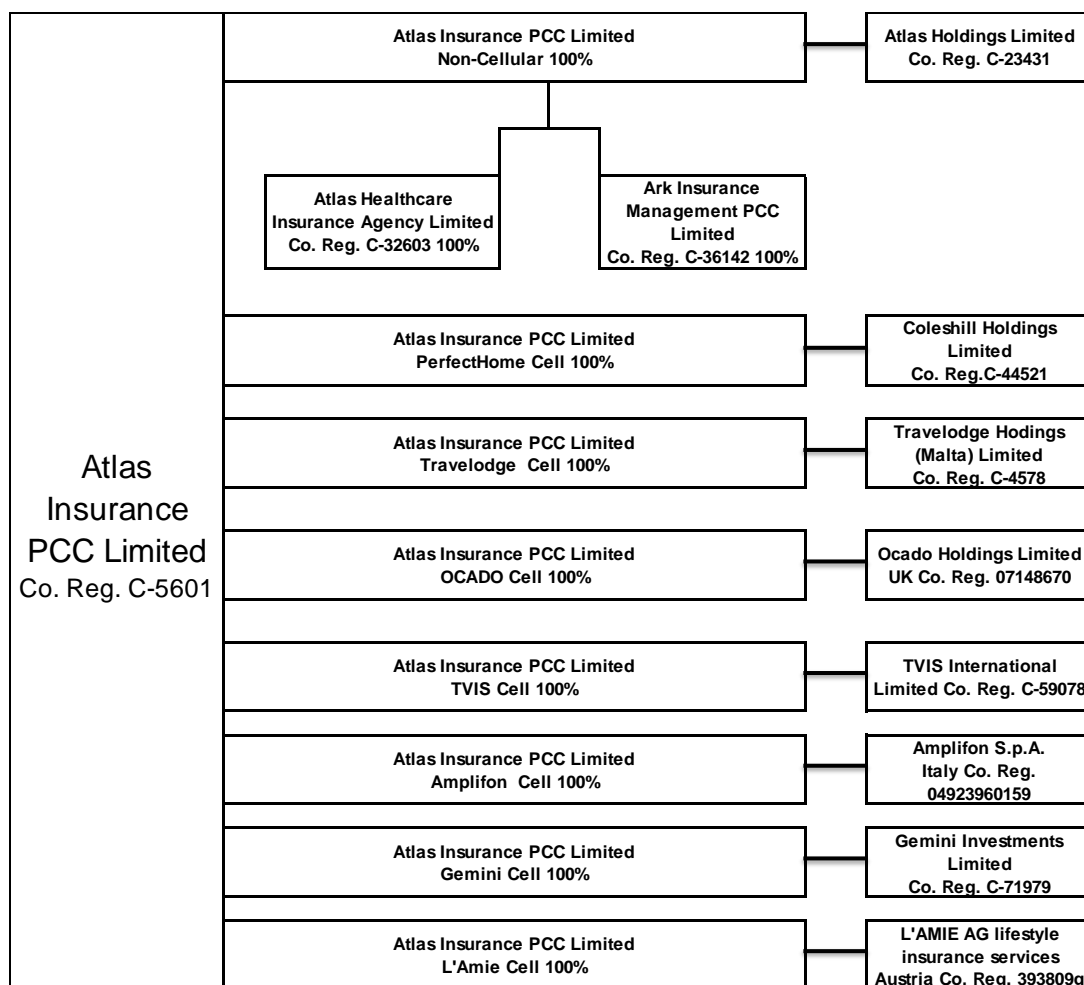 Atlas
Insurance
PCC Limited
Co. Reg. C-5601
Atlas Insurance PCC Limited
Non-Cellular 100%
Atlas Holdings Limited
Co. Reg. C-23431
Atlas Healthcare
Insurance Agency Limited
Co. Reg. C-32603 100%
Ark Insurance
Management PCC
Limited
Co. Reg. C-36142 100%
Atlas Insurance PCC Limited
PerfectHome Cell 100%
Coleshill Holdings
Limited
Co. Reg.C-44521
Atlas Insurance PCC Limited
Travelodge Cell 100%
Travelodge Hodings
(Malta) Limited
Co. Reg. C-4578
Atlas Insurance PCC Limited
OCADO Cell 100%
Ocado Holdings Limited
UK Co. Reg. 07148670
Atlas Insurance PCC Limited
TVIS Cell 100%
TVIS International
Limited Co. Reg. C-59078
Atlas Insurance PCC Limited
Amplifon Cell 100%
Amplifon S.p.A.
Italy Co. Reg.
04923960159
Atlas Insurance PCC Limited
Gemini Cell 100%
Gemini Investments
Limited
Co. Reg. C-71979
Atlas Insurance PCC Limited
L'Amie Cell 100%
L'AMIE AG lifestyle
insurance services
Austria Co. Reg. 393809g